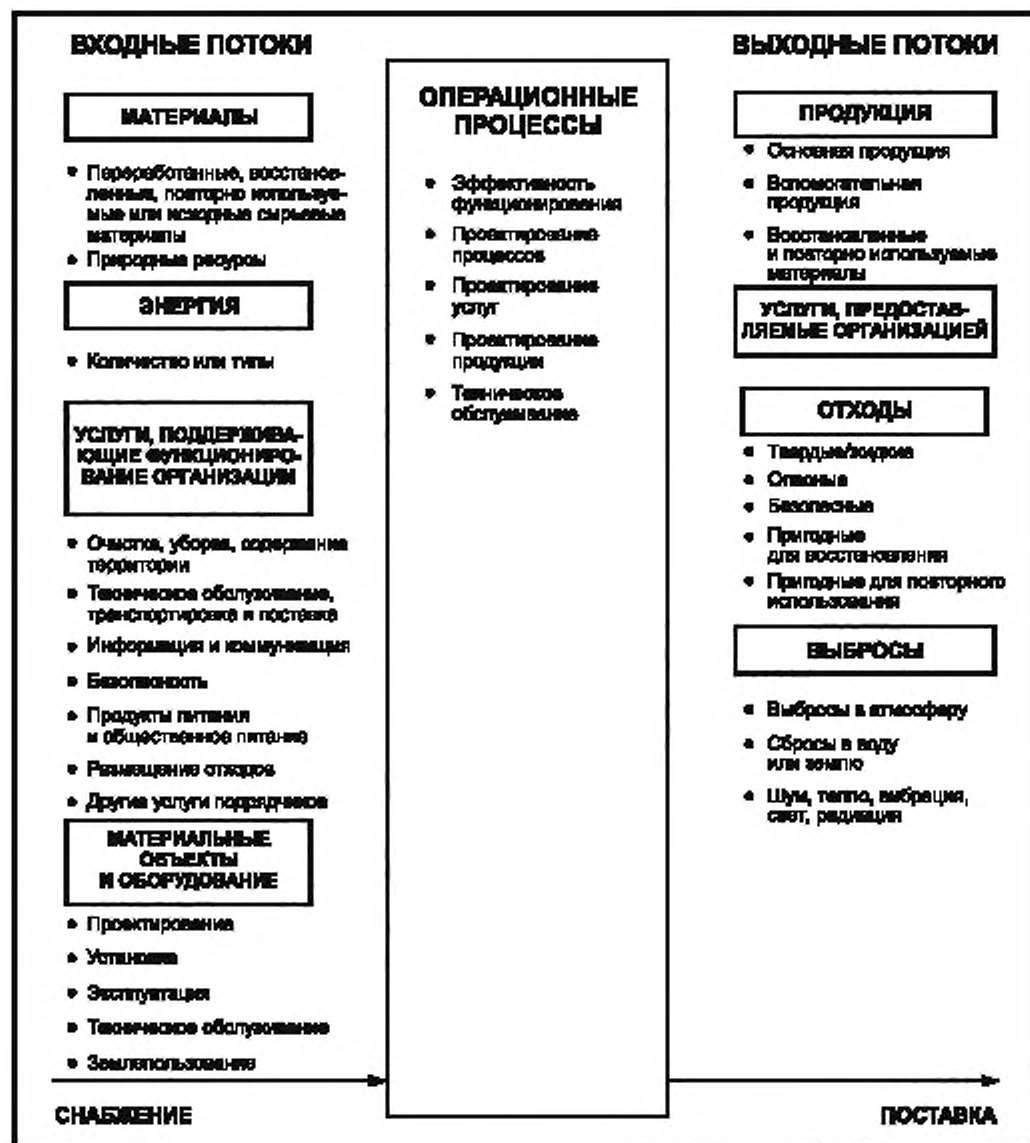 ВХОДНЫЕ ПОТОКИ
МАТЕРИАЛЫ
• Переработанные, восстанов-
ленные, повторно используе-
мые или исходные сырьевые
материалы
• Природные ресурсы
ЭНЕРГИЯ
• Количество или типы
УСЛУГИ, ПОДДЕРЖИВА-
ЮЩИЕ ФУНКЦИОНИРО-
ВАНИЕ ОРГАНИЗАЦИИ
• Очистка, уборка, содержание
территории
• Техническое обслуживание,
транспортировка и поставка
• Информация и коммуникация
• Безопасность
• Продукты питания
и общественное питание
• Размещение отходов
• Другие услуги подрядчиков
МАТЕРИАЛЬНЫЕ
ОБЪЕКТЫ
И ОБОРУДОВАНИЕ
• Проектирование
• Установка
• Эксплуатация
• Техническое обслуживание
• Землепользование
СНАБЖЕНИЕ
ОПЕРАЦИОННЫЕ
ПРОЦЕССЫ
• Эффективность
функционирования
• Проектирование
процессов
• Проектирование
услуг
• Проектирование
продукции
• Техническое
обслуживание
ВЫХОДНЫЕ ПОТОКИ
ПРОДУКЦИЯ
• Основная продукция
• Вспомогательная
продукция
• Восстановленные
и повторно используемые
материалы
УСЛУГИ, ПРЕДОСТАВ-
ЛЯЕМЫЕ ОРГАНИЗАЦИЕЙ
ОТХОДЫ
• Твердые/жидкие
• Опасные
• Безопасные
• Пригодные
для восстановления
• Пригодные для повторного
использования
ВЫБРОСЫ
• Выбросы в атмосферу
• Сбросы в воду
или землю
• Шум, тепло, вибрация,
свет, радиация
ПОСТАВКА